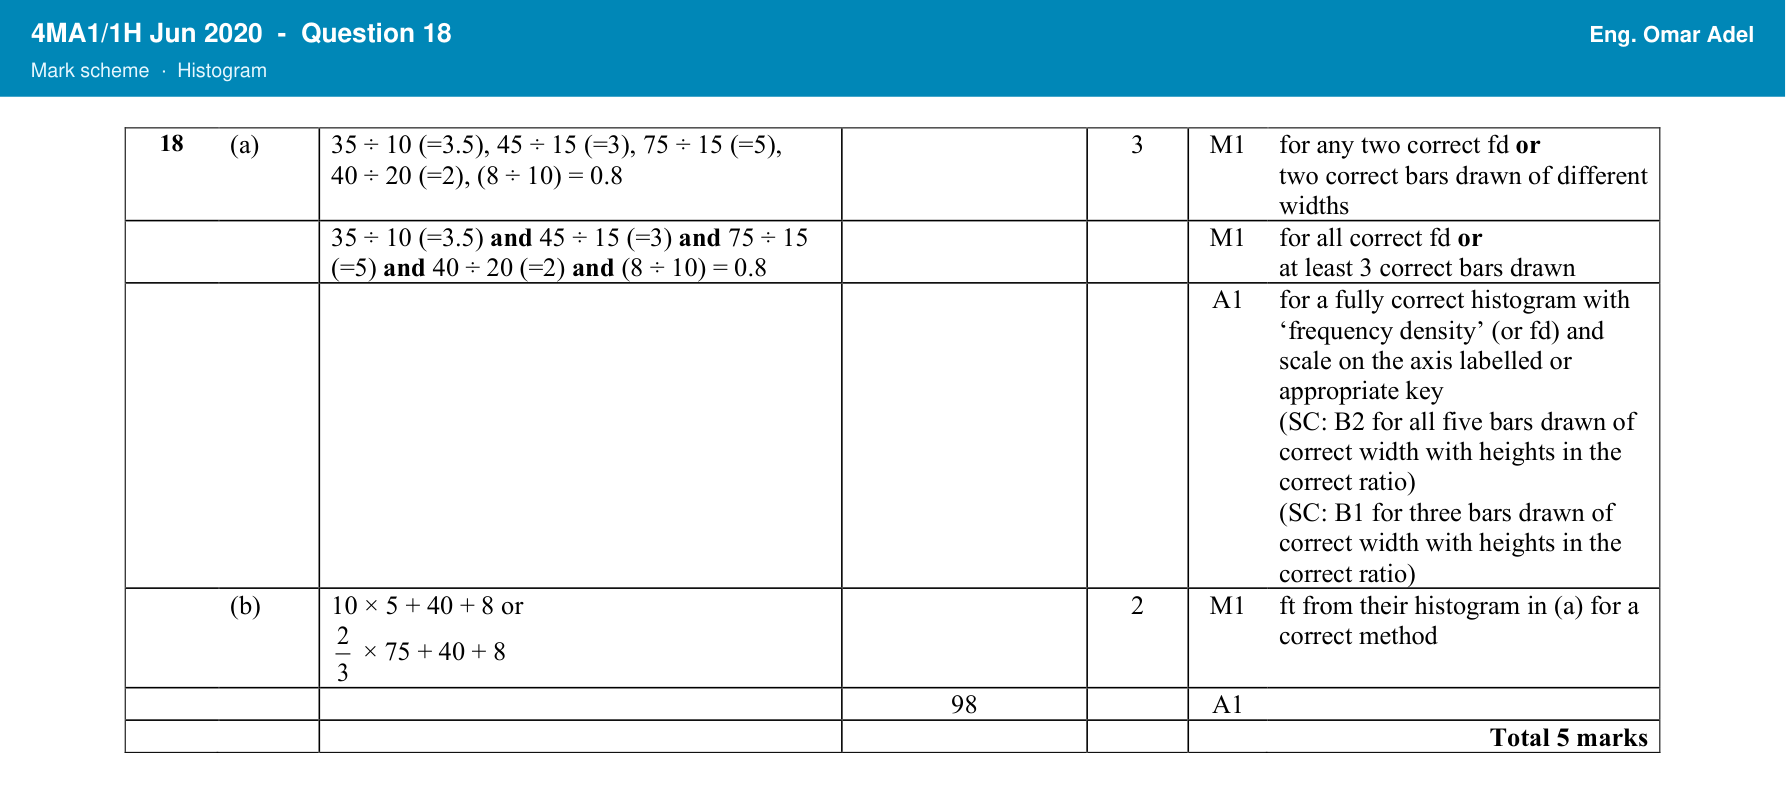 4MA1/1H Jun 2020 - Question 18
Eng. Omar Adel
Mark scheme · Histogram
18 (a) 35 ÷ 10 (=3.5), 45 ÷ 15 (=3), 75 ÷ 15 (=5), 3 M1 for any two correct fd or
40 ÷ 20 (=2), (8 ÷ 10) = 0.8 two correct bars drawn of different
widths
35 ÷ 10 (=3.5) and 45 ÷ 15 (=3) and 75 ÷ 15 M1 for all correct fd or
(=5) and 40 ÷ 20 (=2) and (8 ÷ 10) = 0.8 at least 3 correct bars drawn
A1 for a fully correct histogram with
‘frequency density’ (or fd) and
scale on the axis labelled or
appropriate key
(SC: B2 for all five bars drawn of
correct width with heights in the
correct ratio)
(SC: B1 for three bars drawn of
correct width with heights in the
correct ratio)
(b) 10 × 5 + 40 + 8 or 2 M1 ft from their histogram in (a) for a
correct method
2/3 × 75 + 40 + 8
98 A1
Total 5 marks